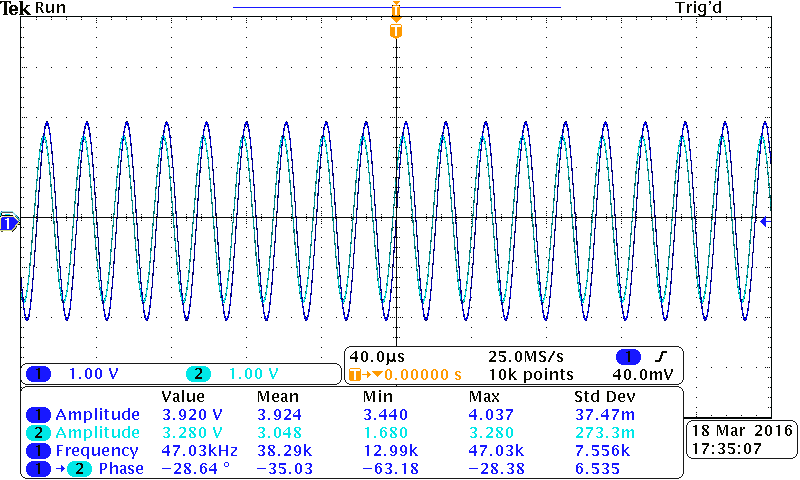 Tek Run Trig'd
T
T
1
1 1.00 V 2 1.00 V
40.0µs 25.0MS/s 1
T→▼0.00000 s 10k points 40.0mV
Value Mean Min Max Std Dev
1 Amplitude 3.920 V 3.924 3.440 4.037 37.47m
2 Amplitude 3.280 V 3.048 1.680 3.280 273.3m
1 Frequency 47.03kHz 38.29k 12.99k 47.03k 7.556k
1→2 Phase −28.64 ° −35.03 −63.18 −28.38 6.535
18 Mar 2016
17:35:07